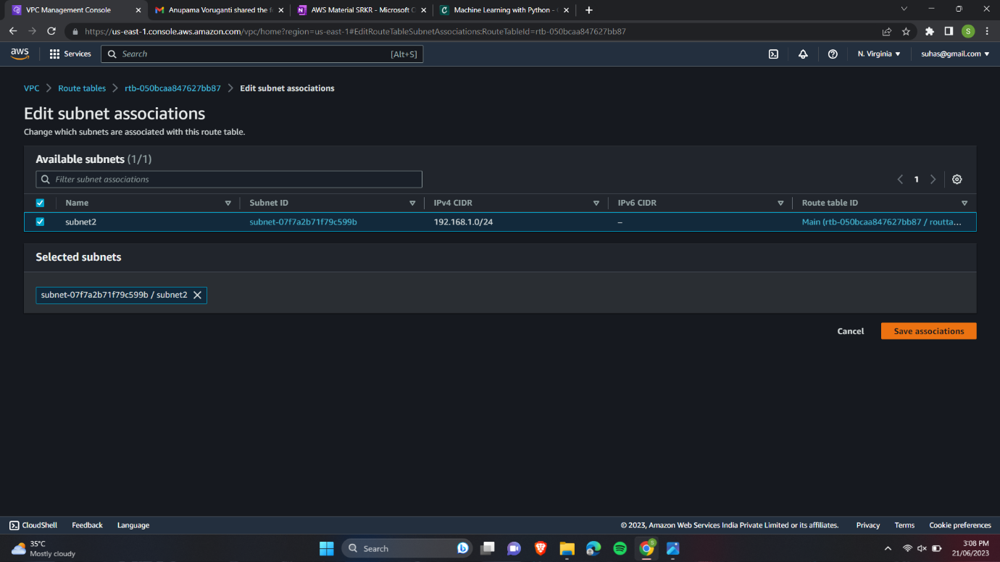 VPC Management Console
Anupama Voruganti shared the f
AWS Material SRKR - Microsoft C
Machine Learning with Python -
https://us-east-1.console.aws.amazon.com/vpc/home?region=us-east-1#EditRouteTableSubnetAssociations:RouteTableId=rtb-050bcaa847627bb87
S
aws
Services
Search
[Alt+S]
N. Virginia
suhas@gmail.com
VPC > Route tables > rtb-050bcaa847627bb87 > Edit subnet associations
Edit subnet associations
Change which subnets are associated with this route table.
Available subnets (1/1)
Filter subnet associations
1
Name Subnet ID IPv4 CIDR IPv6 CIDR Route table ID
subnet2 subnet-07f7a2b71f79c599b 192.168.1.0/24 – Main (rtb-050bcaa847627bb87 / routta...
Selected subnets
subnet-07f7a2b71f79c599b / subnet2
Cancel Save associations
CloudShell Feedback Language © 2023, Amazon Web Services India Private Limited or its affiliates. Privacy Terms Cookie preferences
35°C
Mostly cloudy
Search
3:08 PM
21/06/2023